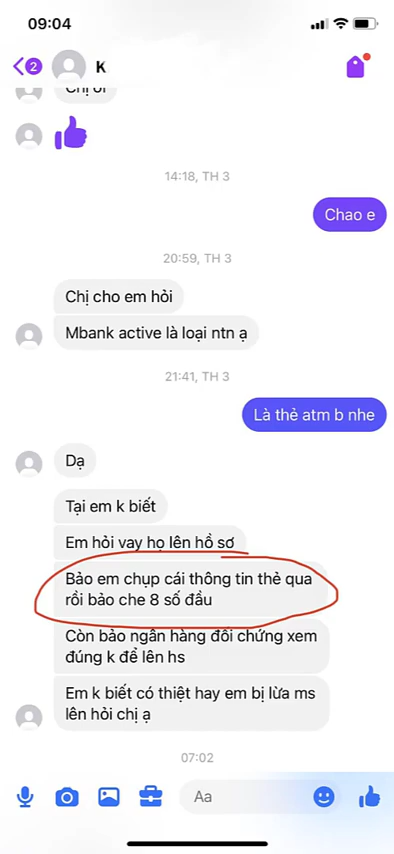 09:04
2
K
Chị ơi
14:18, TH 3
Chao e
20:59, TH 3
Chị cho em hỏi
Mbank active là loại ntn ạ
21:41, TH 3
Là thẻ atm b nhe
Dạ
Tại em k biết
Em hỏi vay họ lên hồ sơ
Bảo em chụp cái thông tin thẻ qua
rồi bảo che 8 số đầu
Còn bảo ngân hàng đối chứng xem
đúng k để lên hs
Em k biết có thiệt hay em bị lừa ms
lên hỏi chị ạ
07:02
Aa